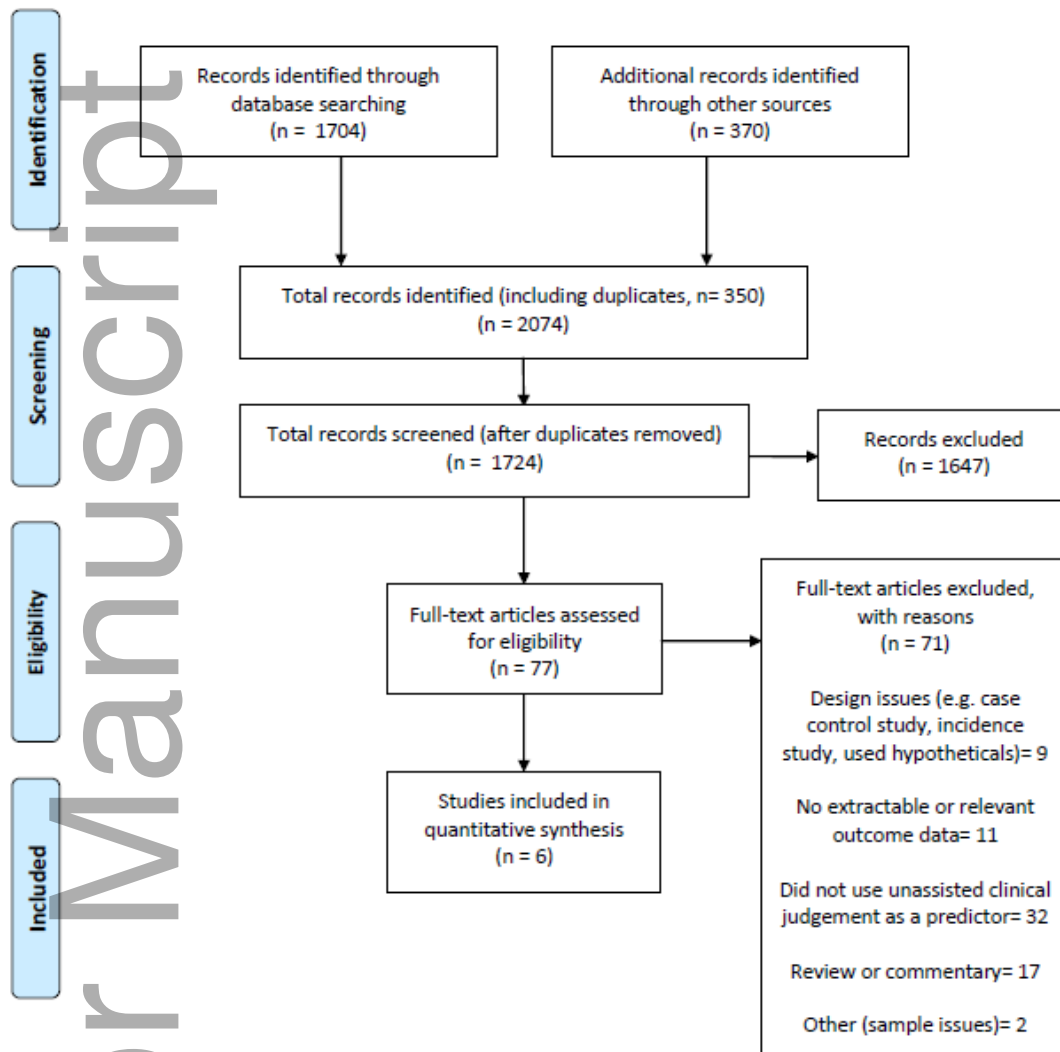 Identification
Records identified through
database searching
(n = 1704)
Additional records identified
through other sources
(n = 370)
Screening
Total records identified (including duplicates, n= 350)
(n = 2074)
Total records screened (after duplicates removed)
(n = 1724)
Records excluded
(n = 1647)
Eligibility
Full-text articles assessed
for eligibility
(n = 77)
Full-text articles excluded,
with reasons
(n = 71)
Design issues (e.g. case
control study, incidence
study, used hypotheticals)= 9
No extractable or relevant
outcome data= 11
Did not use unassisted clinical
judgement as a predictor= 32
Review or commentary= 17
Other (sample issues)= 2
Included
Studies included in
quantitative synthesis
(n = 6)
or Manuscript